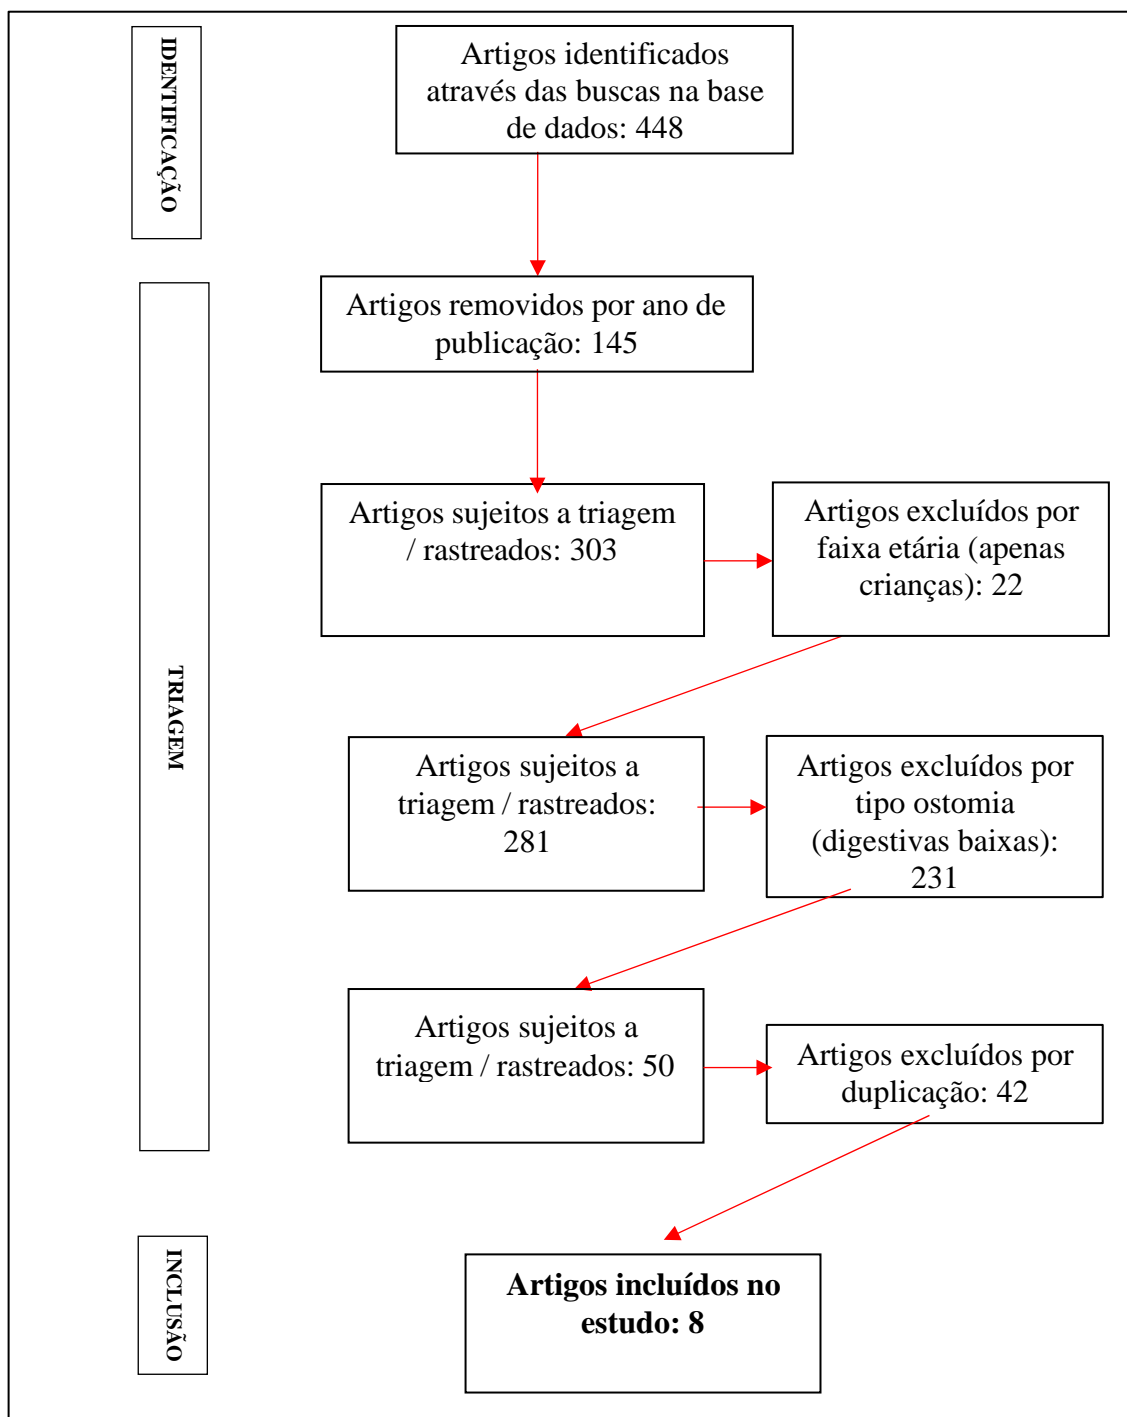 IDENTIFICAÇÃO
Artigos identificados
através das buscas na base
de dados: 448
Artigos removidos por ano de
publicação: 145
TRIAGEM
Artigos sujeitos a triagem
/ rastreados: 303
Artigos excluídos por
faixa etária (apenas
crianças): 22
Artigos sujeitos a
triagem / rastreados:
281
Artigos excluídos por
tipo ostomia
(digestivas baixas):
231
Artigos sujeitos a
triagem / rastreados: 50
Artigos excluídos por
duplicação: 42
INCLUSÃO
Artigos incluídos no
estudo: 8